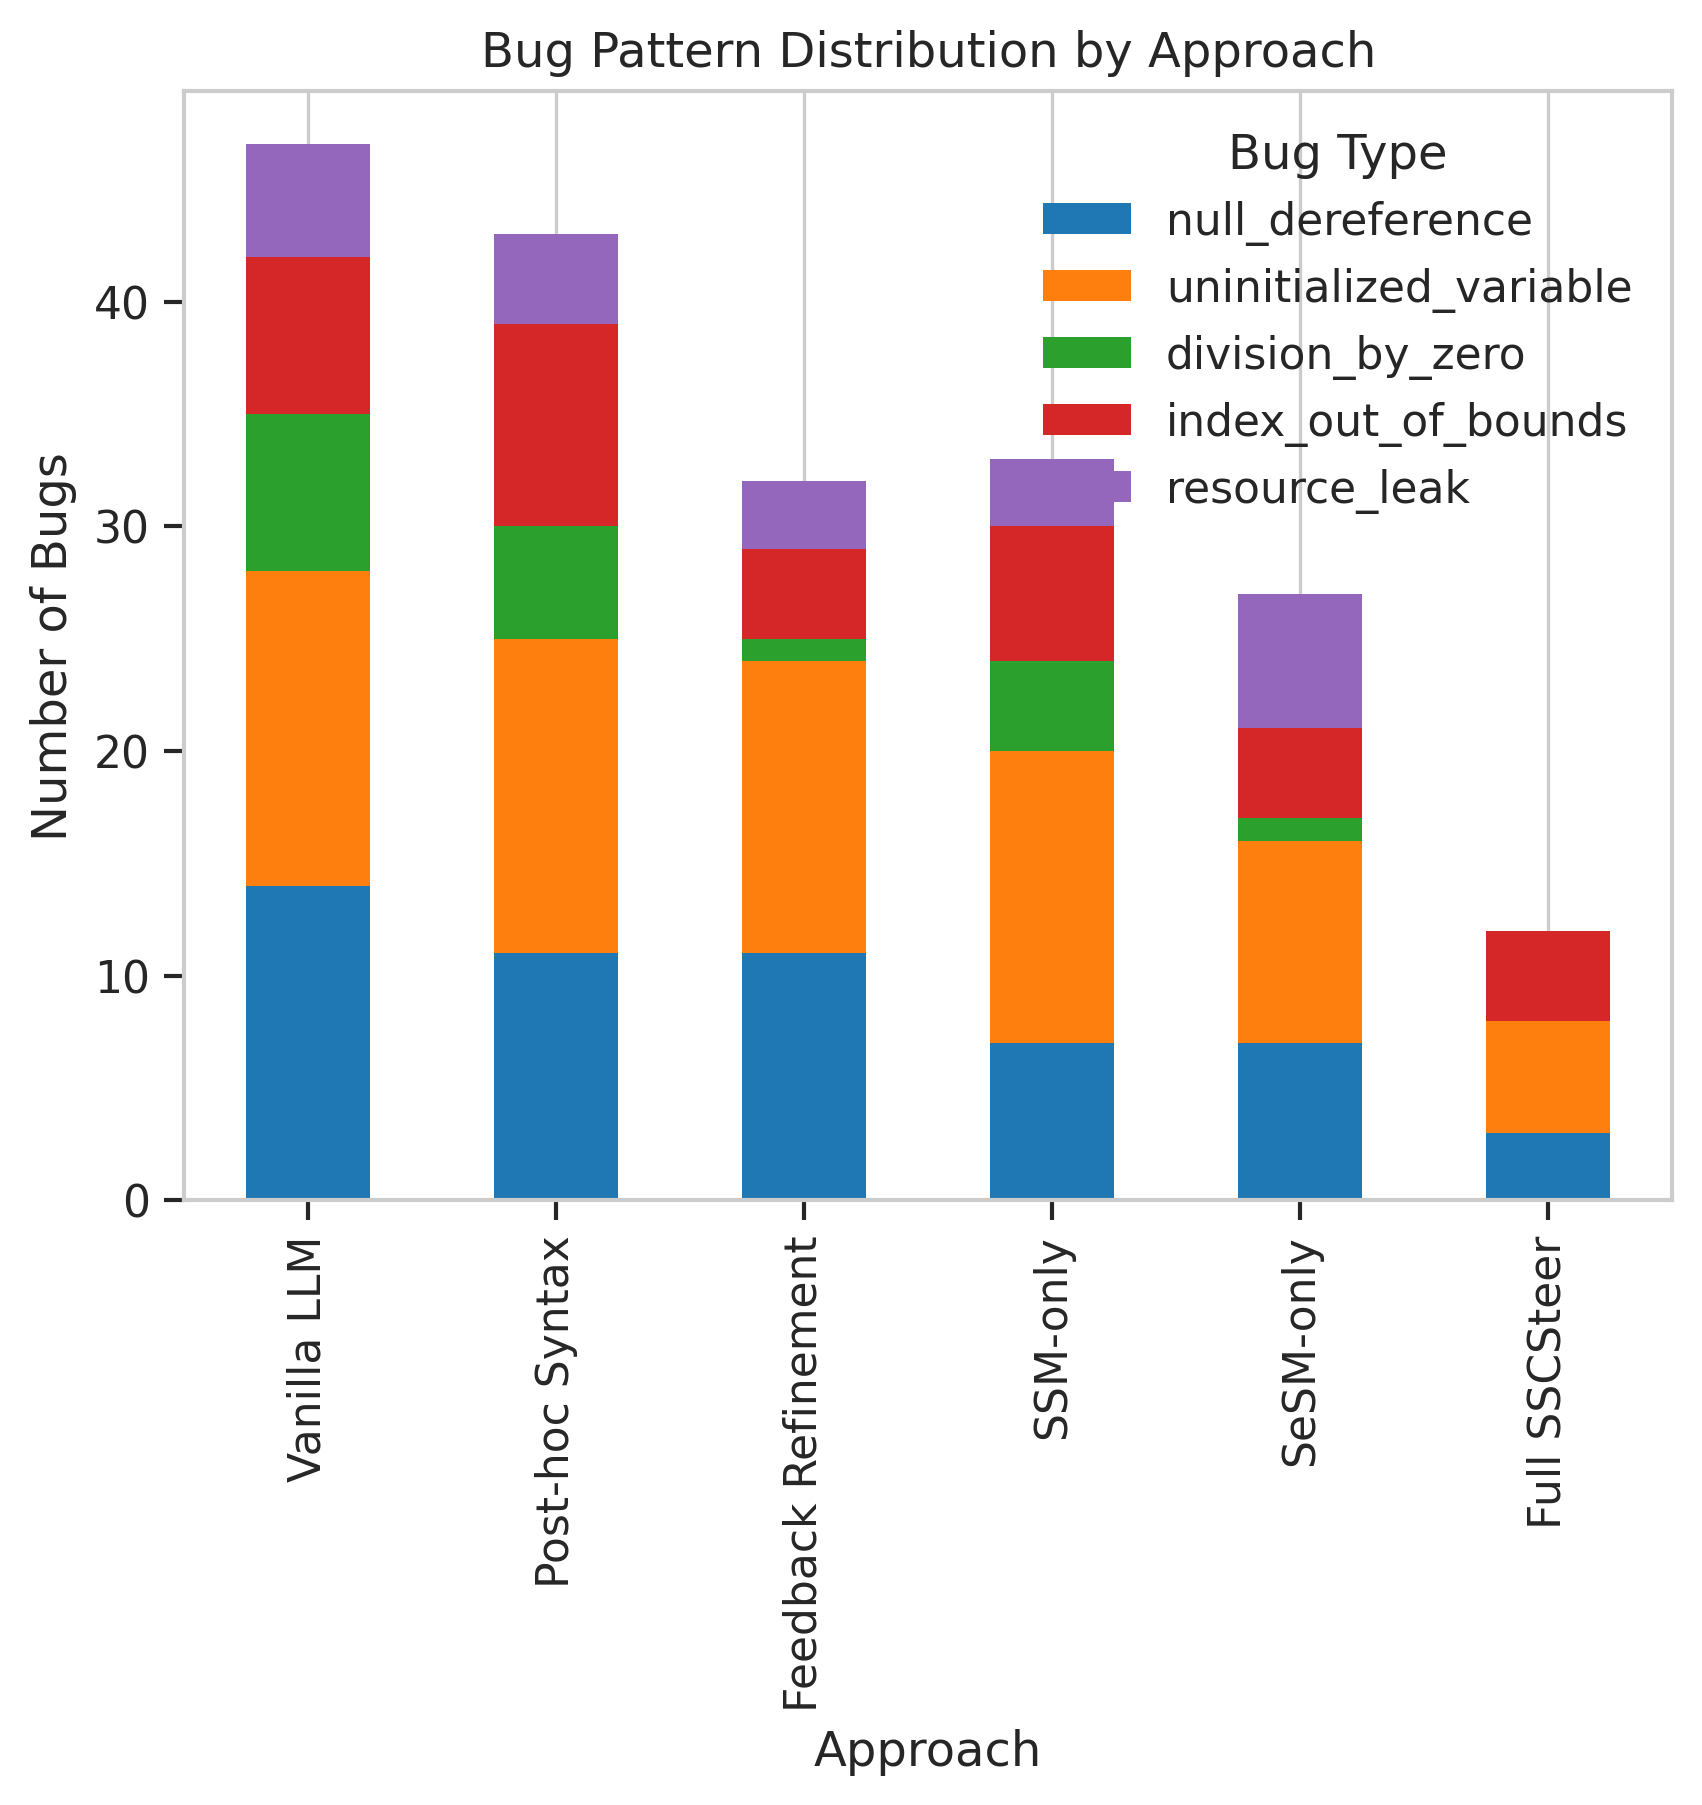 Bug Pattern Distribution by Approach
Bug Type
null_dereference
uninitialized_variable
division_by_zero
index_out_of_bounds
resource_leak
Number of Bugs
40
30
20
10
0
Vanilla LLM
Post-hoc Syntax
Feedback Refinement
SSM-only
SeSM-only
Full SSCSteer
Approach